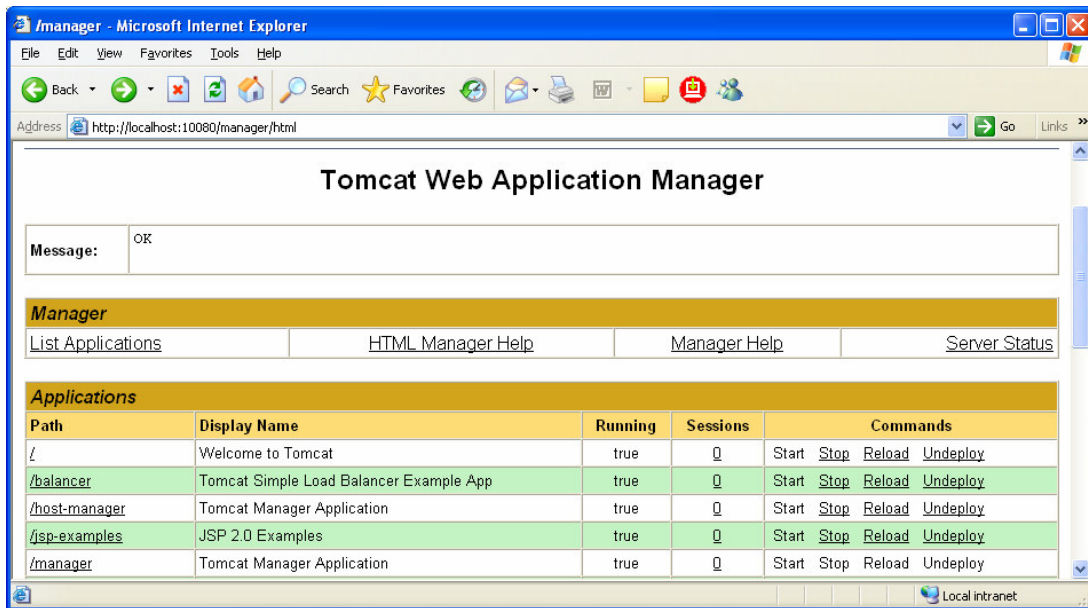 /manager - Microsoft Internet Explorer
File Edit View Favorites Tools Help
Back Search Favorites
Address http://localhost:10080/manager/html Go Links »
Tomcat Web Application Manager
Message: OK
Manager
List Applications HTML Manager Help Manager Help Server Status
Applications
Path Display Name Running Sessions Commands
/ Welcome to Tomcat true 0 Start Stop Reload Undeploy
/balancer Tomcat Simple Load Balancer Example App true 0 Start Stop Reload Undeploy
/host-manager Tomcat Manager Application true 0 Start Stop Reload Undeploy
/jsp-examples JSP 2.0 Examples true 0 Start Stop Reload Undeploy
/manager Tomcat Manager Application true 0 Start Stop Reload Undeploy
Local intranet